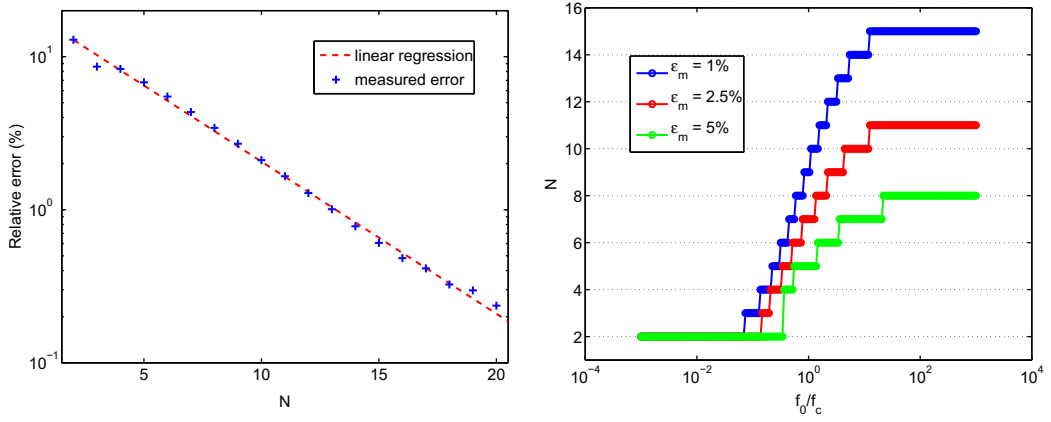 10^1
10^0
10^-1
Relative error (%)
5
10
15
20
N
linear regression
measured error
16
14
12
10
8
6
4
2
N
ε_m = 1%
ε_m = 2.5%
ε_m = 5%
10^-4
10^-2
10^0
10^2
10^4
f_0/f_c